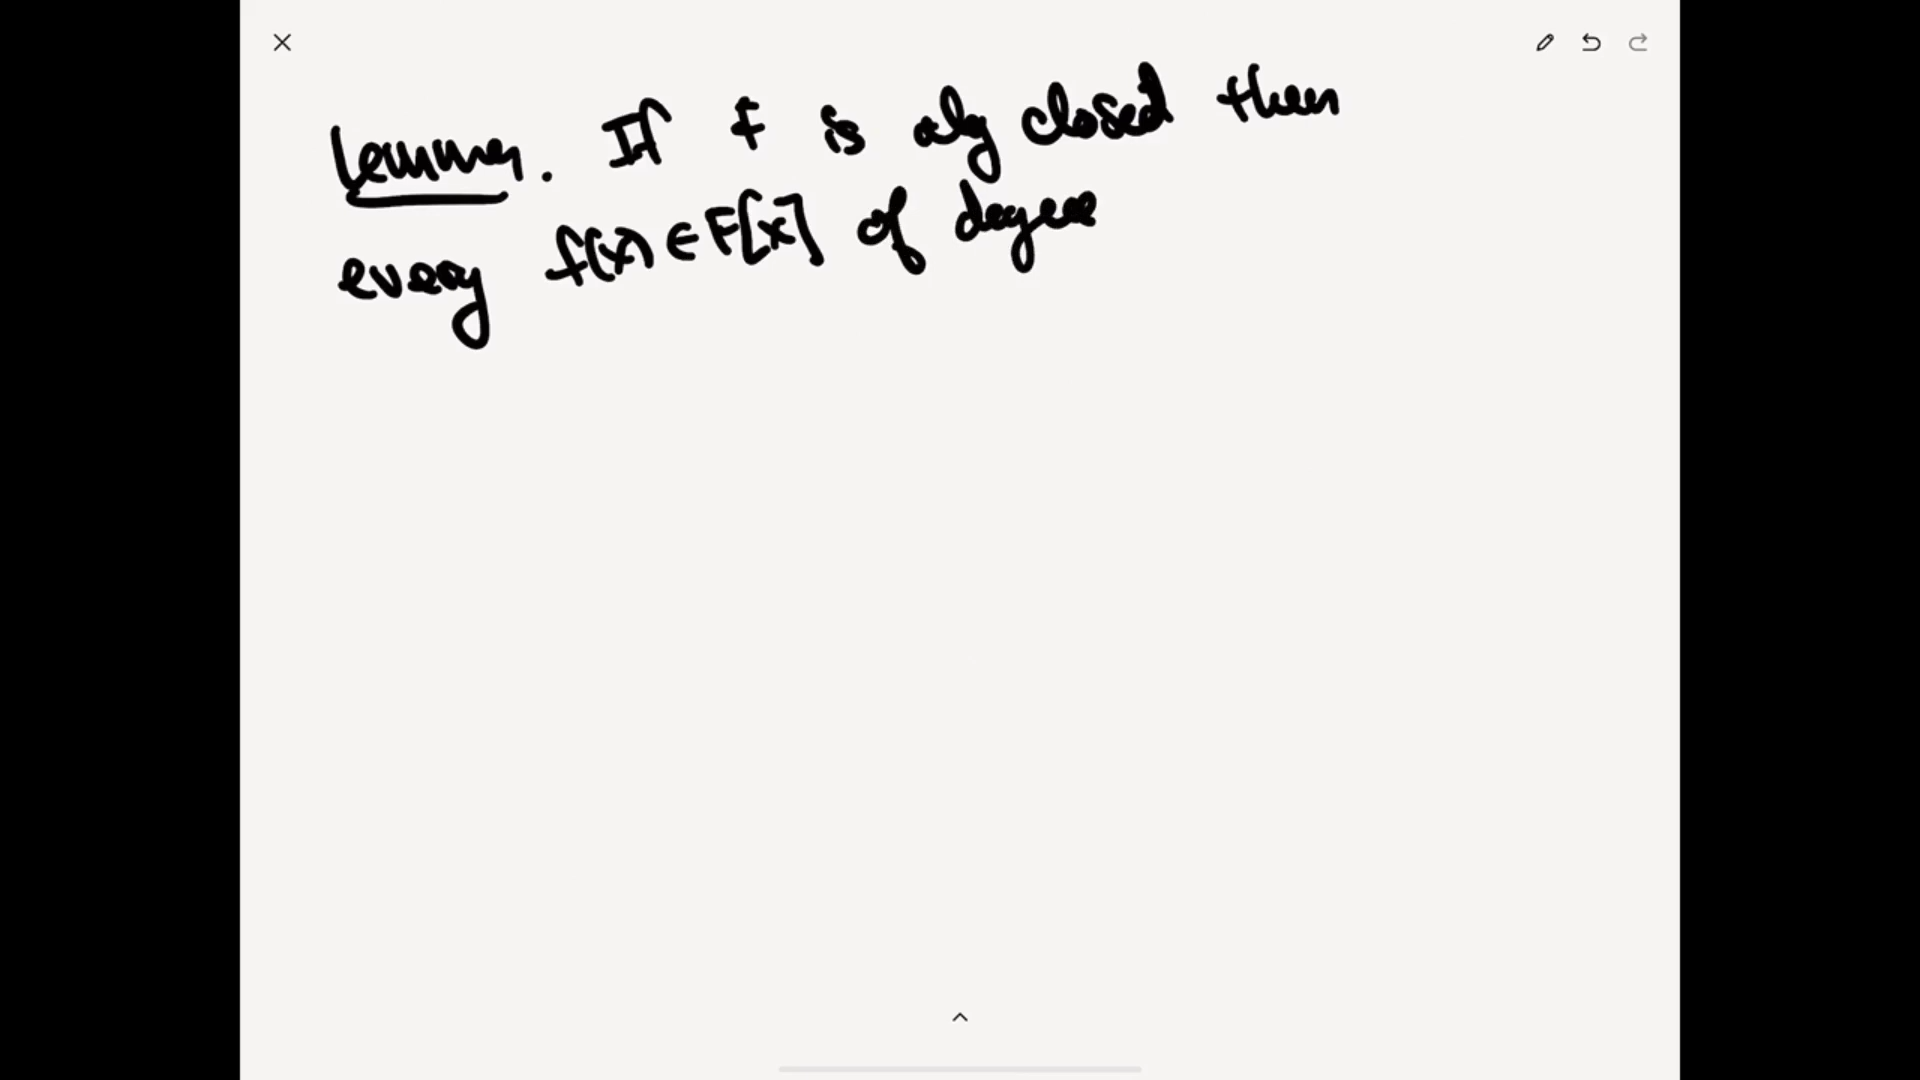 Lemma. If F is alg closed then
every f(x) ∈ F[x] of degree